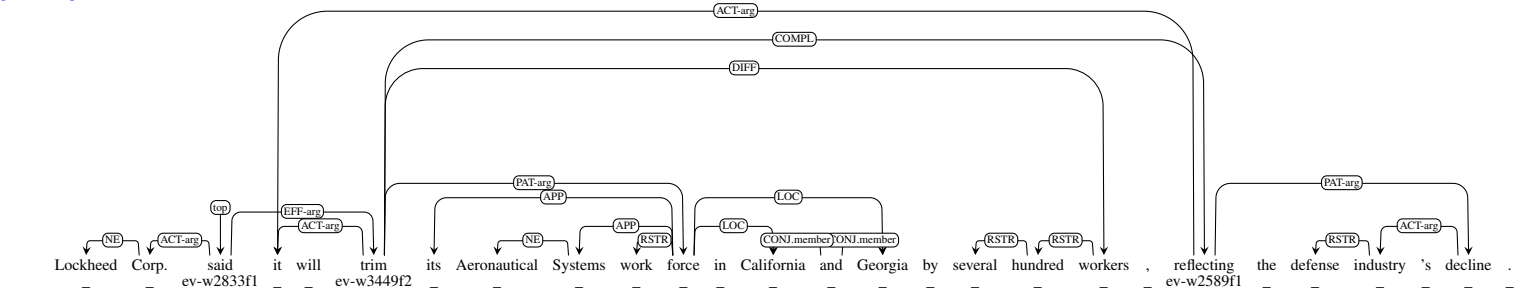 ACT-arg
COMPL
DIFF
PAT-arg PAT-arg
APP LOC
top EFF-arg
ACT-arg APP LOC ACT-arg
NE ACT-arg NE RSTR CONJ.member CONJ.member RSTR RSTR RSTR
Lockheed Corp. said it will trim its Aeronautical Systems work force in California and Georgia by several hundred workers , reflecting the defense industry 's decline .
_ _ ev-w2833f1 _ _ ev-w3449f2 _ _ _ _ _ _ _ _ _ _ _ _ _ _ ev-w2589f1 _ _ _ _ _ _